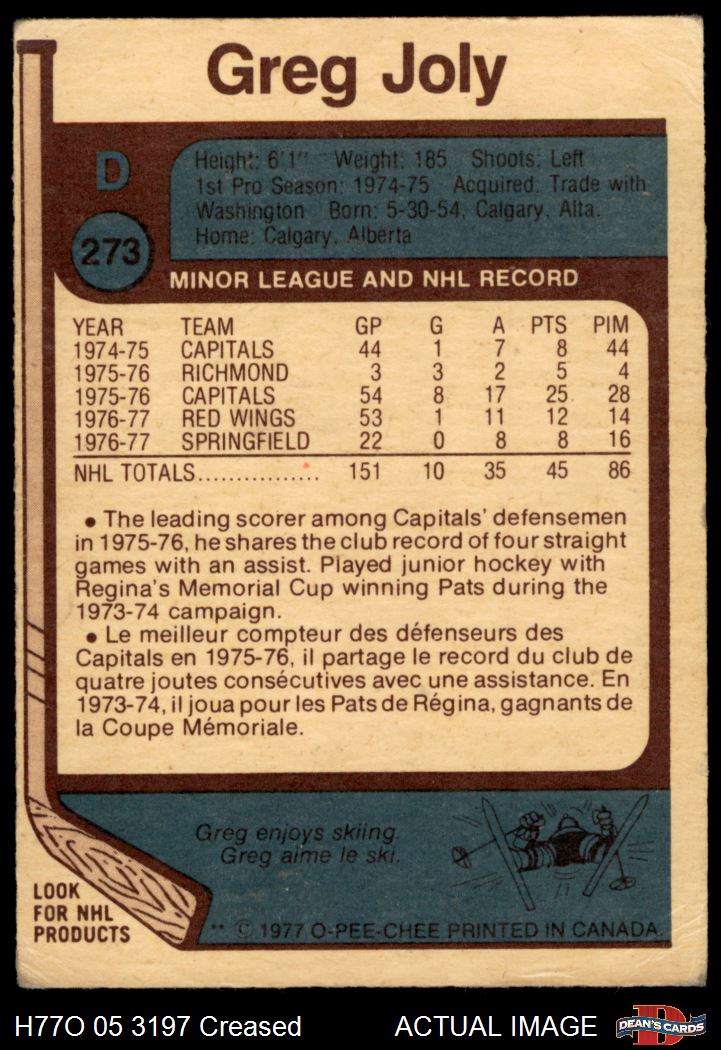 Greg Joly
D
273
Height: 6'1" Weight: 185 Shoots: Left
1st Pro Season: 1974-75 Acquired: Trade with
Washington Born: 5-30-54, Calgary, Alta.
Home: Calgary, Alberta
MINOR LEAGUE AND NHL RECORD
YEAR TEAM GP G A PTS PIM
1974-75 CAPITALS 44 1 7 8 44
1975-76 RICHMOND 3 3 2 5 4
1975-76 CAPITALS 54 8 17 25 28
1976-77 RED WINGS 53 1 11 12 14
1976-77 SPRINGFIELD 22 0 8 8 16
NHL TOTALS................ 151 10 35 45 86
• The leading scorer among Capitals' defensemen
in 1975-76, he shares the club record of four straight
games with an assist. Played junior hockey with
Regina's Memorial Cup winning Pats during the
1973-74 campaign.
• Le meilleur compteur des défenseurs des
Capitals en 1975-76, il partage le record du club de
quatre joutes consécutives avec une assistance. En
1973-74, il joua pour les Pats de Régina, gagnants de
la Coupe Mémoriale.
Greg enjoys skiing.
Greg aime le ski.
LOOK
FOR NHL
PRODUCTS
** © 1977 O-PEE-CHEE PRINTED IN CANADA
H77O 05 3197 Creased ACTUAL IMAGE
D
DEAN'S CARDS